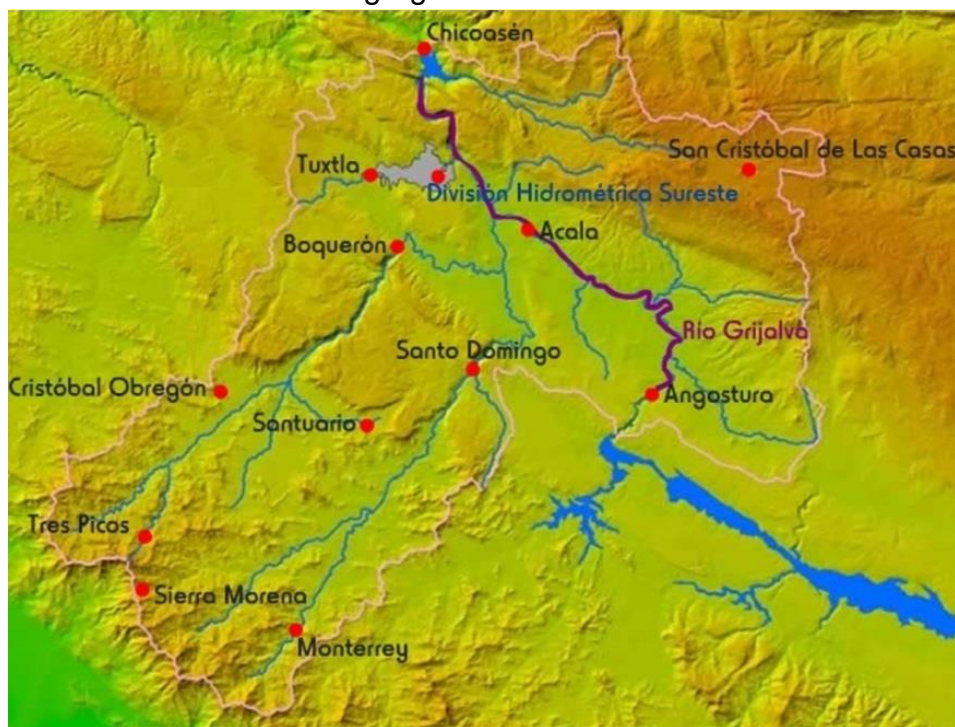 Chicoasén
San Cristóbal de Las Casas
Tuxtla
División Hidrométrica Sureste
Acala
Boquerón
Río Grijalva
Santo Domingo
Cristóbal Obregón
Angostura
Santuario
Tres Picos
Sierra Morena
Monterrey